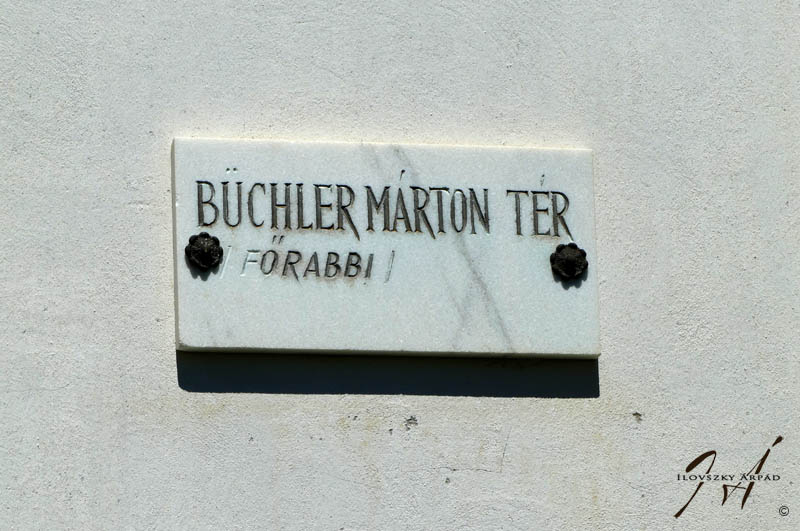 BÜCHLER MÁRTON TÉR
/ FŐRABBI /
ILOVSZKY ÁRPÁD
©